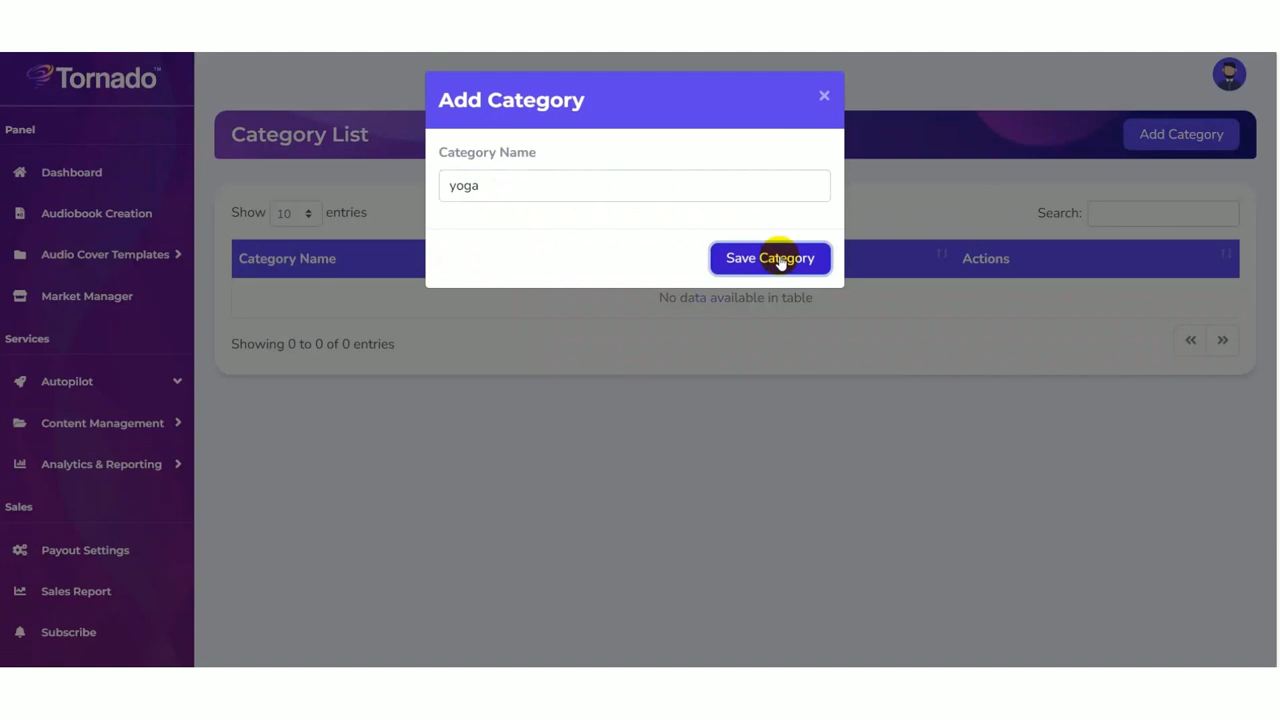 Tornado™
Panel
Dashboard
Audiobook Creation
Audio Cover Templates
Market Manager
Services
Autopilot
Content Management
Analytics & Reporting
Sales
Payout Settings
Sales Report
Subscribe
Add Category
×
Category Name
yoga
Save Category
Category List
Add Category
Show 10 entries
Search:
Category Name
Actions
No data available in table
Showing 0 to 0 of 0 entries
« »